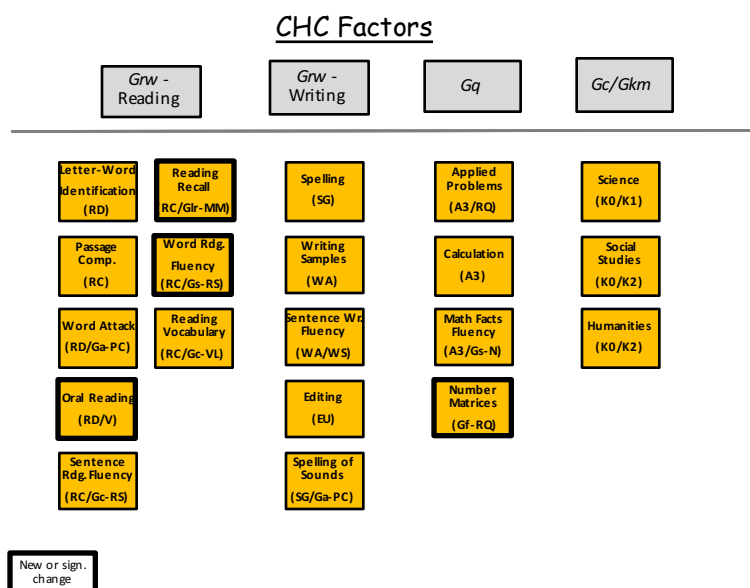 CHC Factors
Grw -
Reading
Grw -
Writing
Gq
Gc/Gkm
Letter-Word
Identification
(RD)
Reading
Recall
(RC/Glr-MM)
Spelling
(SG)
Applied
Problems
(A3/RQ)
Science
(K0/K1)
Passage
Comp.
(RC)
Word Rdg.
Fluency
(RC/Gs-RS)
Writing
Samples
(WA)
Calculation
(A3)
Social
Studies
(K0/K2)
Word Attack
(RD/Ga-PC)
Reading
Vocabulary
(RC/Gc-VL)
Sentence Wr.
Fluency
(WA/WS)
Math Facts
Fluency
(A3/Gs-N)
Humanities
(K0/K2)
Oral Reading
(RD/V)
Editing
(EU)
Number
Matrices
(Gf-RQ)
Sentence
Rdg. Fluency
(RC/Gc-RS)
Spelling of
Sounds
(SG/Ga-PC)
New or sign.
change